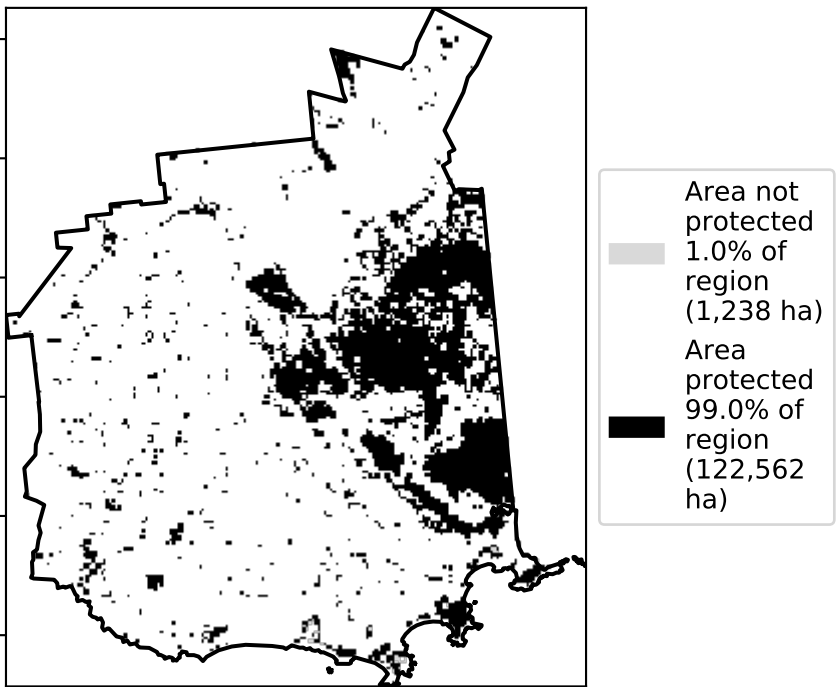 Area not
protected
1.0% of
region
(1,238 ha)
Area
protected
99.0% of
region
(122,562
ha)